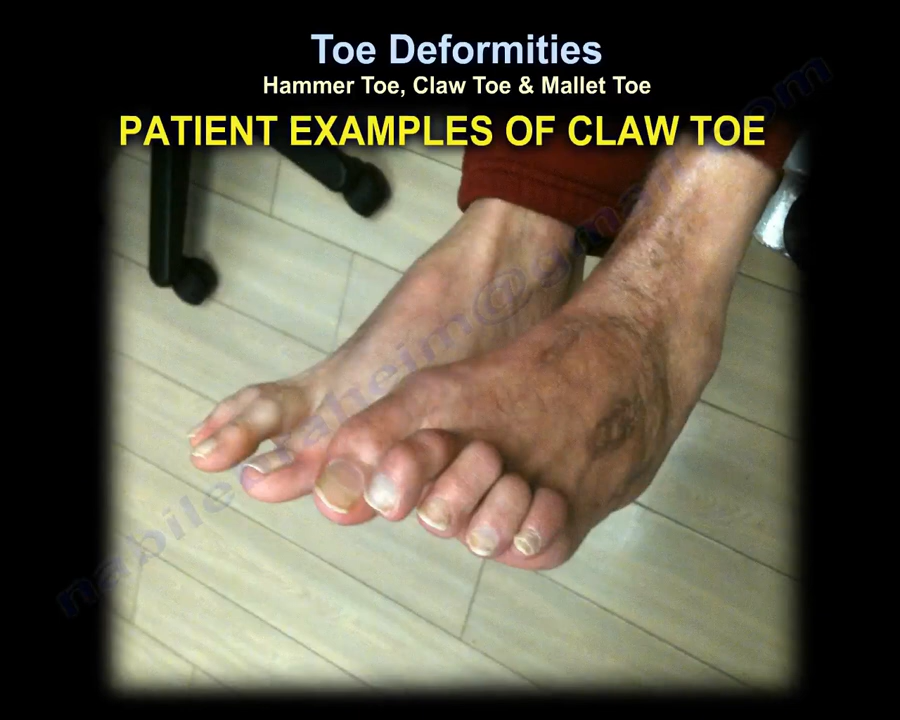 Toe Deformities
Hammer Toe, Claw Toe & Mallet Toe
PATIENT EXAMPLES OF CLAW TOE